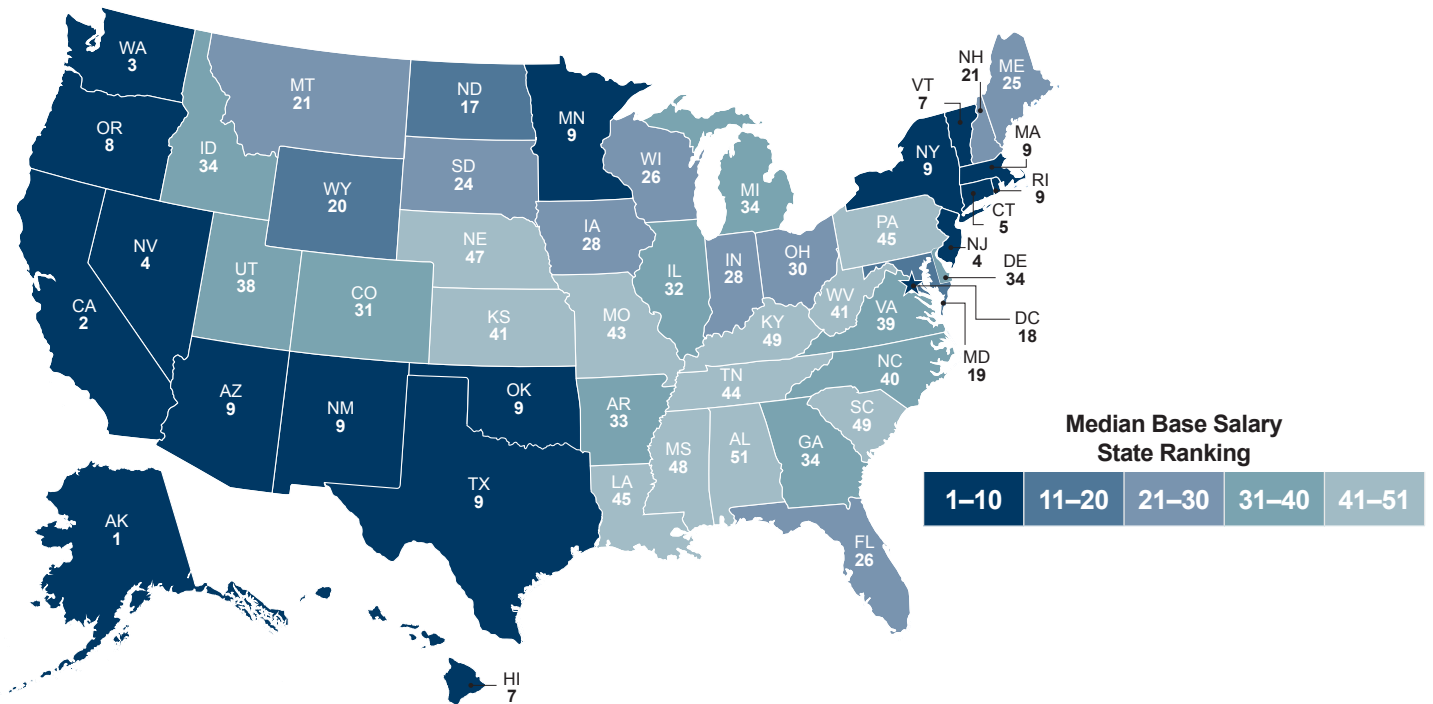 WA
3
OR
8
CA
2
NV
4
ID
34
MT
21
WY
20
UT
38
CO
31
AZ
9
NM
9
ND
17
SD
24
NE
47
KS
41
OK
9
TX
9
MN
9
IA
28
MO
43
AR
33
LA
45
WI
26
IL
32
MI
34
IN
28
OH
30
KY
49
TN
44
MS
48
AL
51
GA
34
FL
26
SC
49
NC
40
VA
39
WV
41
PA
45
NY
9
VT
7
NH
21
ME
25
MA
9
RI
9
CT
5
NJ
4
DE
34
DC
18
MD
19
AK
1
HI
7
Median Base Salary
State Ranking
1–10 11–20 21–30 31–40 41–51